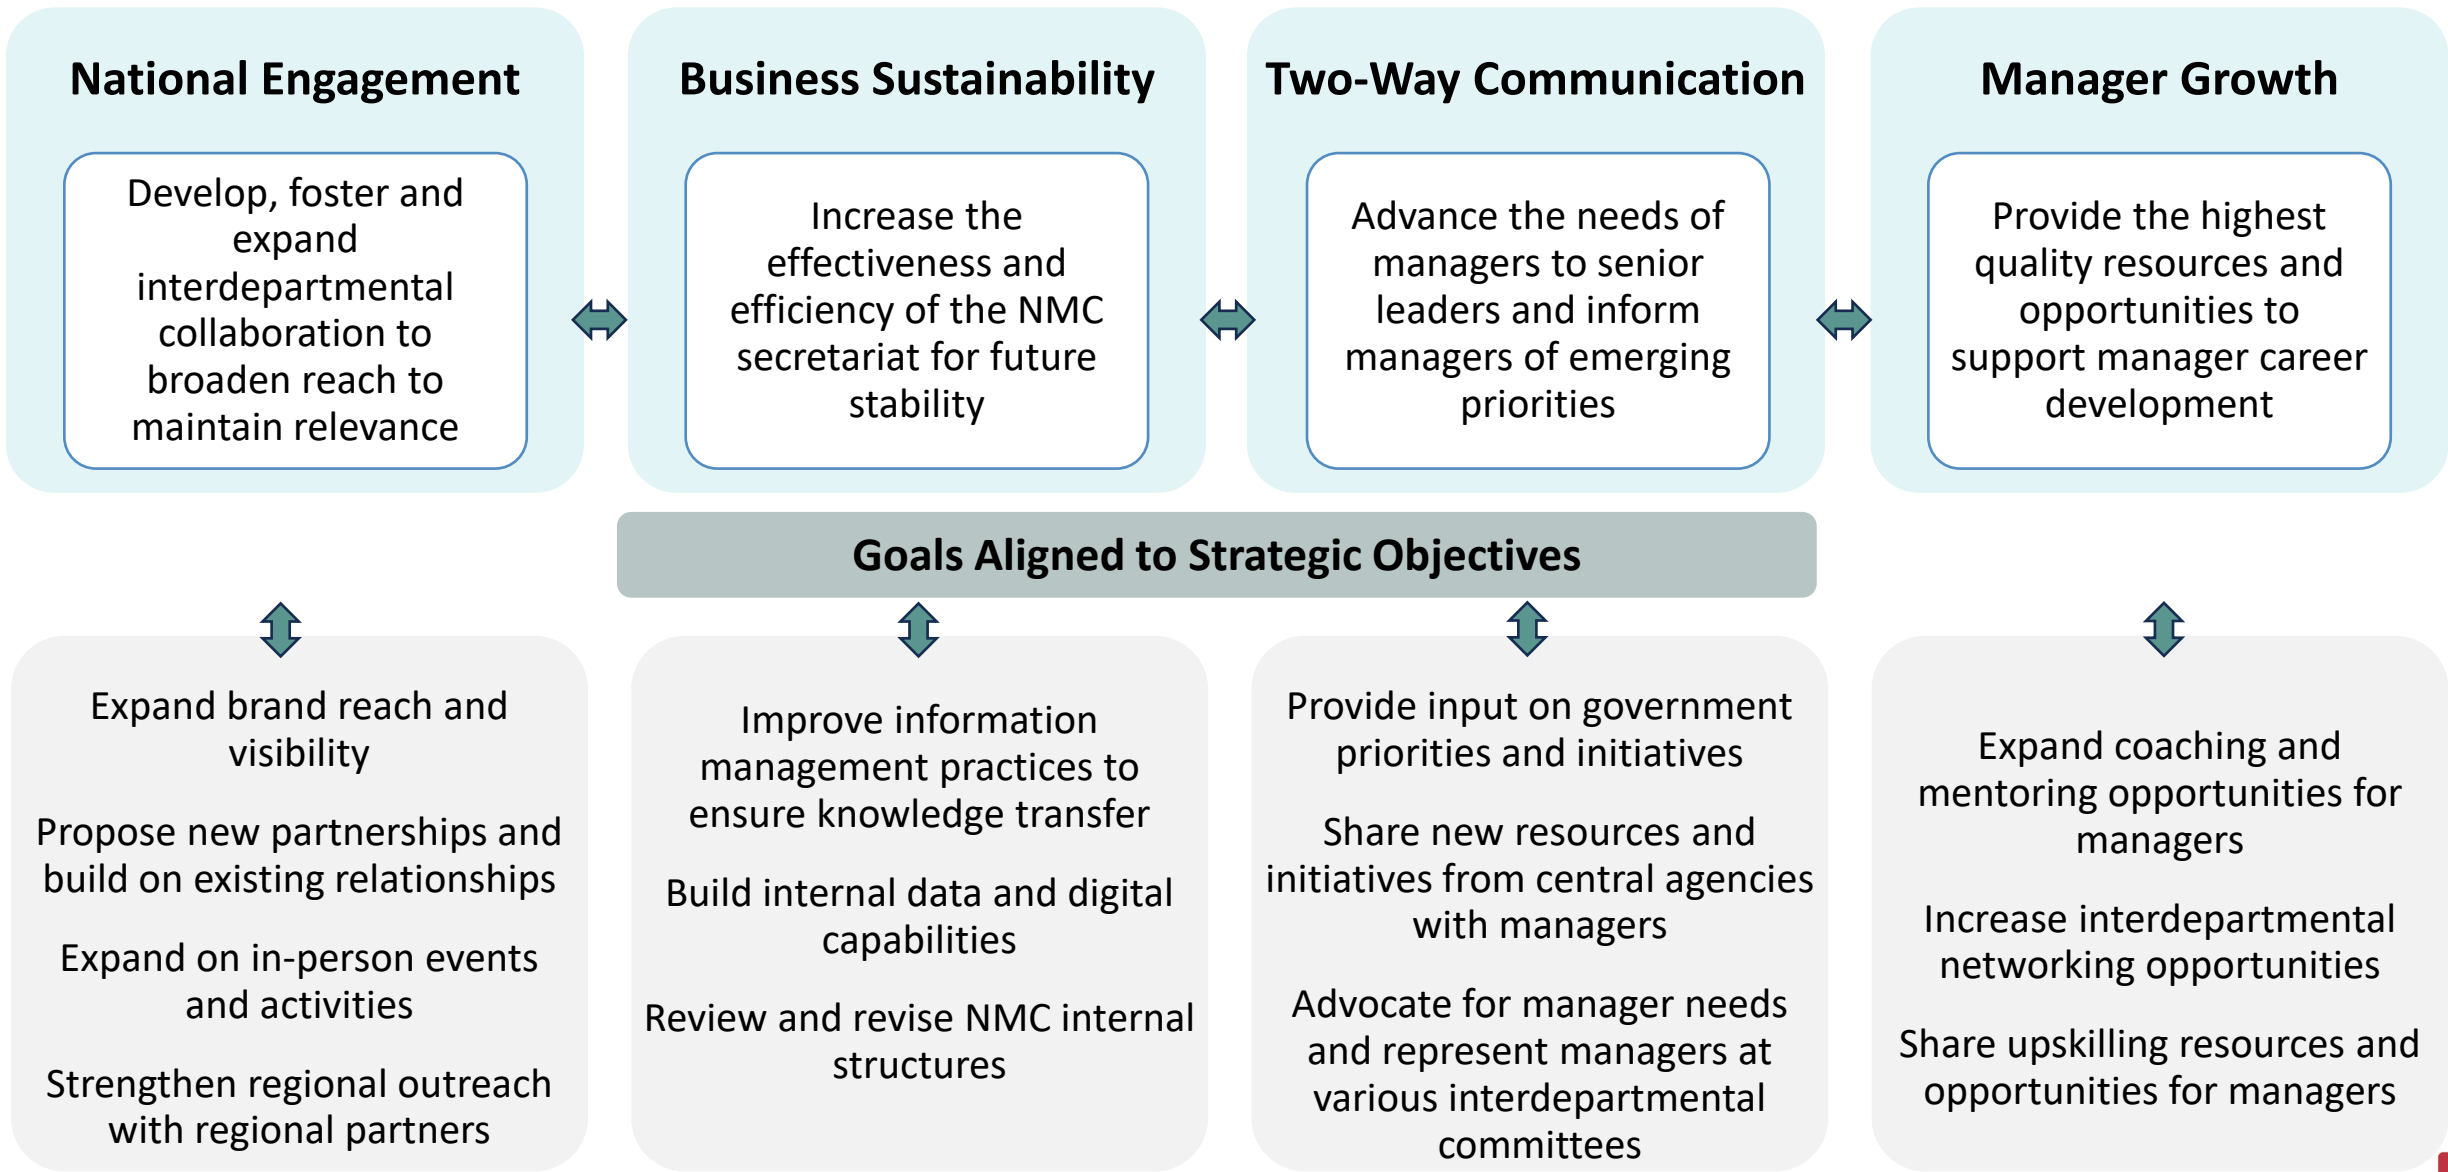 National Engagement
Develop, foster and
expand
interdepartmental
collaboration to
broaden reach to
maintain relevance
Business Sustainability
Increase the
effectiveness and
efficiency of the NMC
secretariat for future
stability
Two-Way Communication
Advance the needs of
managers to senior
leaders and inform
managers of emerging
priorities
Manager Growth
Provide the highest
quality resources and
opportunities to
support manager career
development
Goals Aligned to Strategic Objectives
Expand brand reach and
visibility
Propose new partnerships and
build on existing relationships
Expand on in-person events
and activities
Strengthen regional outreach
with regional partners
Improve information
management practices to
ensure knowledge transfer
Build internal data and digital
capabilities
Review and revise NMC internal
structures
Provide input on government
priorities and initiatives
Share new resources and
initiatives from central agencies
with managers
Advocate for manager needs
and represent managers at
various interdepartmental
committees
Expand coaching and
mentoring opportunities for
managers
Increase interdepartmental
networking opportunities
Share upskilling resources and
opportunities for managers